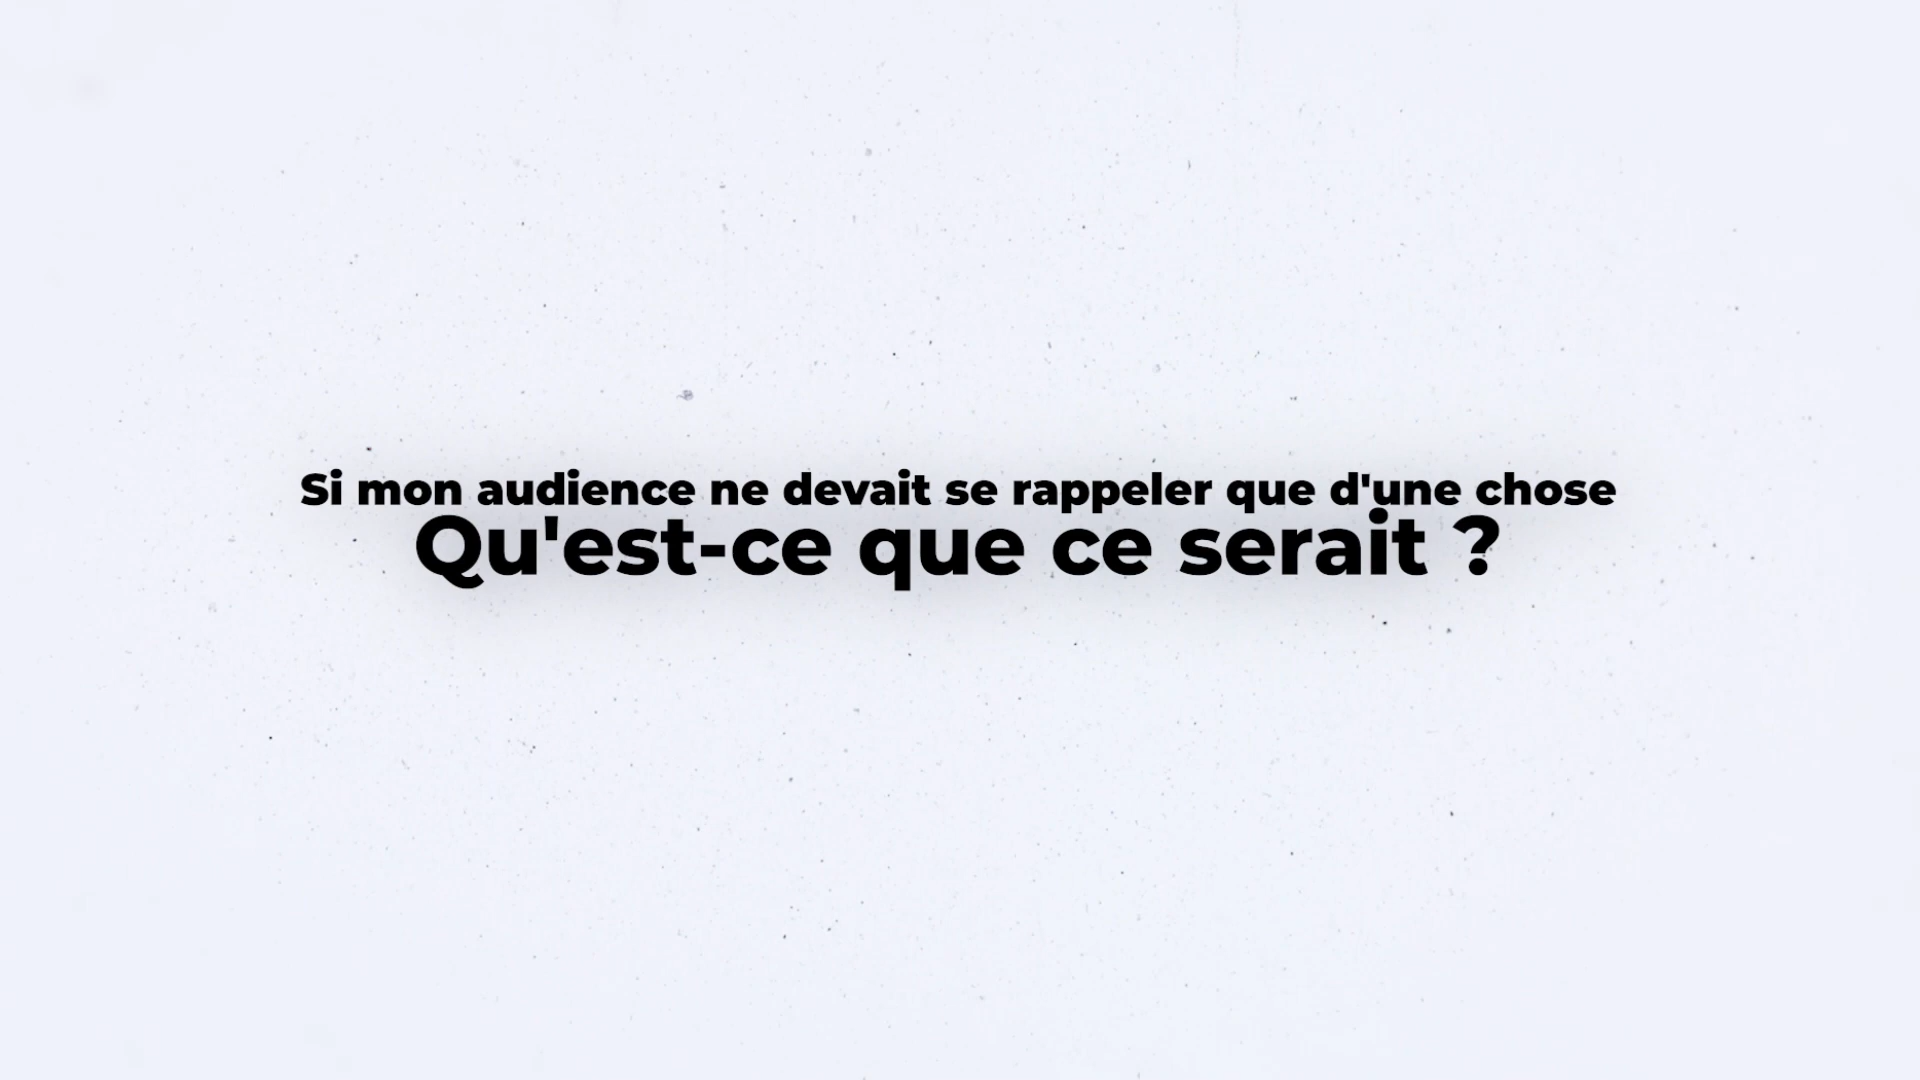 Si mon audience ne devait se rappeler que d'une chose
Qu'est-ce que ce serait ?